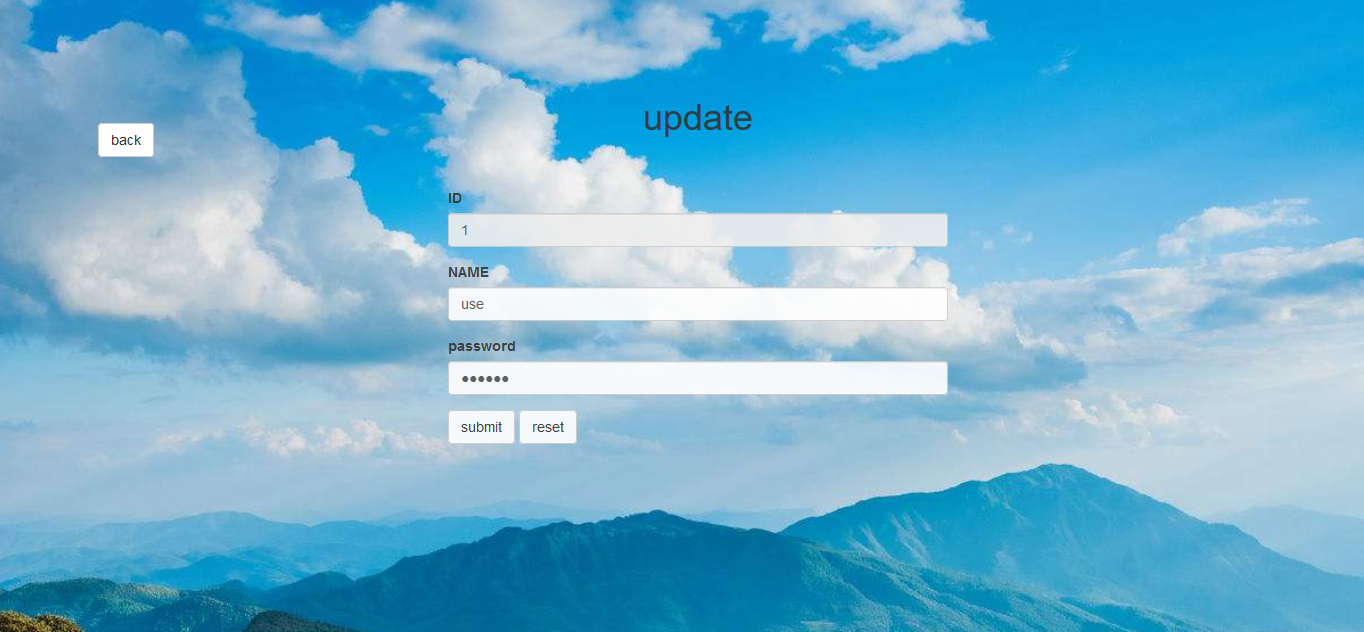 update
back
ID
1
NAME
use
password
••••••
submit reset